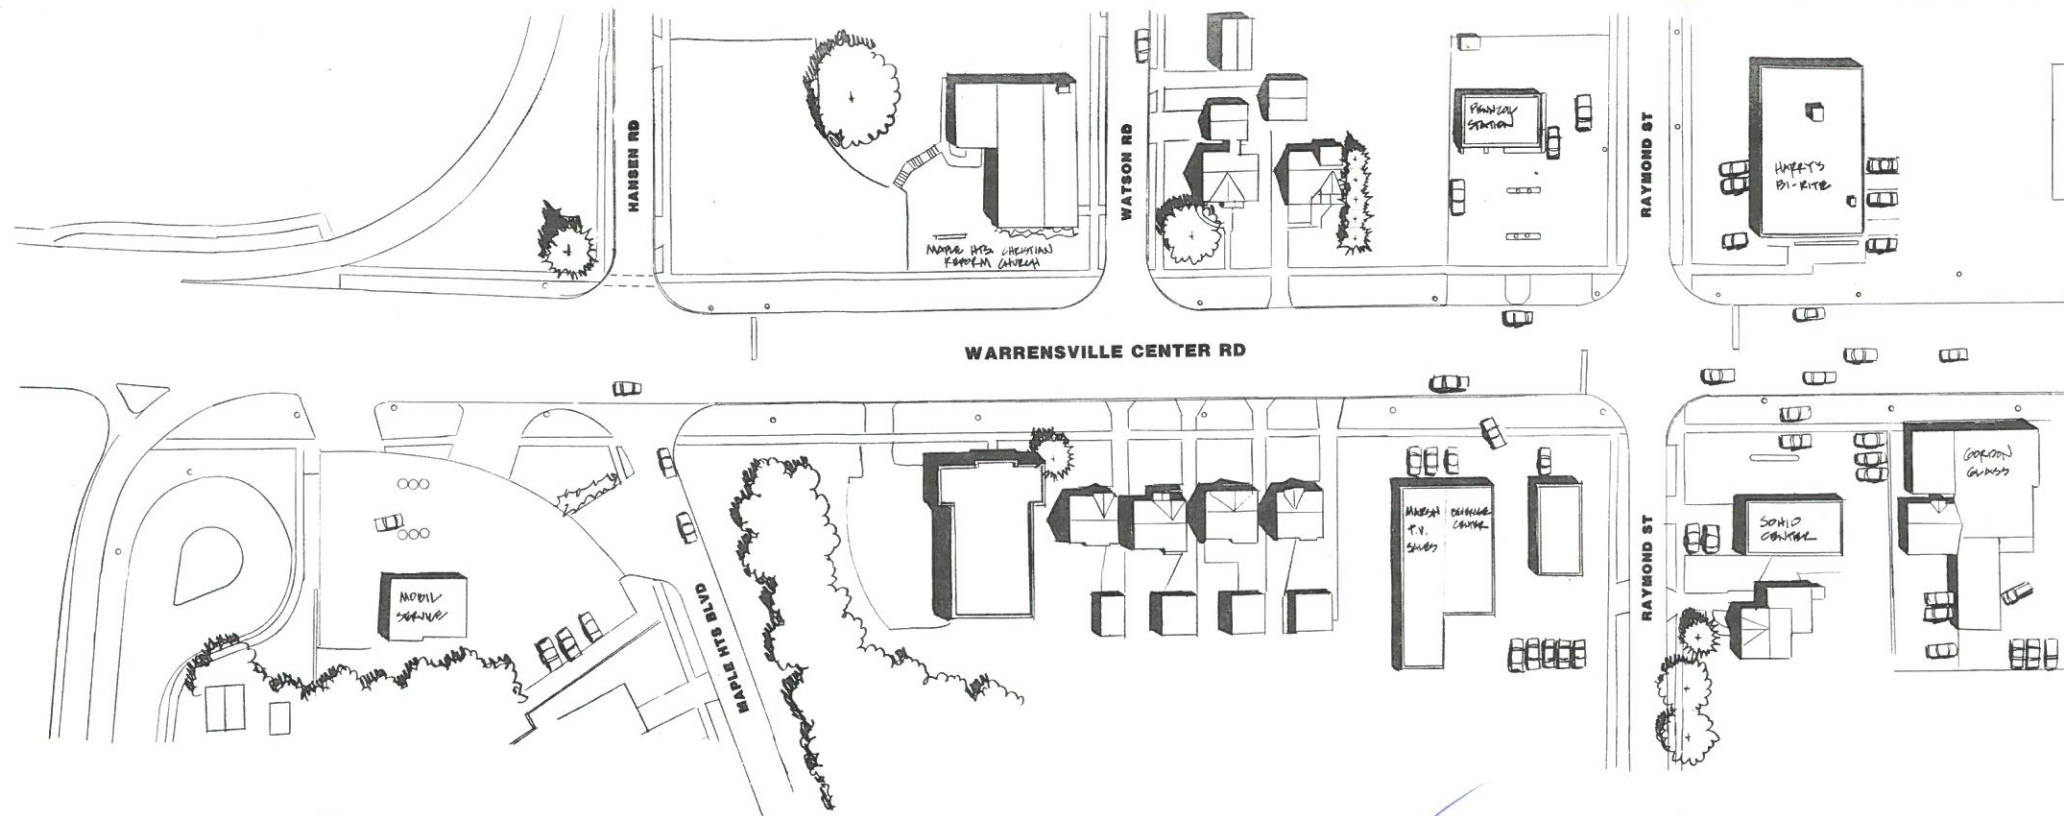 HANSEN RD
MAPLE HTS CHRISTIAN
REFORM CHURCH
WATSON RD
PENNZOIL
STATION
RAYMOND ST
HARRY'S
BI-RITE
WARRENSVILLE CENTER RD
MOBIL
SERVICE
MAPLE HTS BLVD
MARSH
T.V.
SALES
CENTER
RAYMOND ST
SOHIO
CENTER
GORDON
GLASS